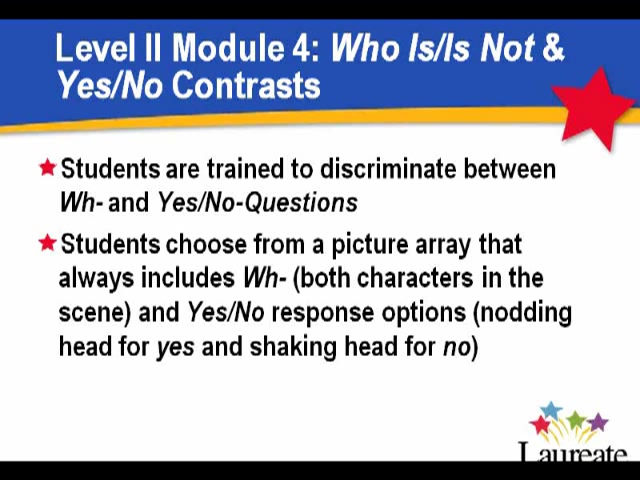 Level II Module 4: Who Is/Is Not &
Yes/No Contrasts
Students are trained to discriminate between
Wh- and Yes/No-Questions
Students choose from a picture array that
always includes Wh- (both characters in the
scene) and Yes/No response options (nodding
head for yes and shaking head for no)
Laureate